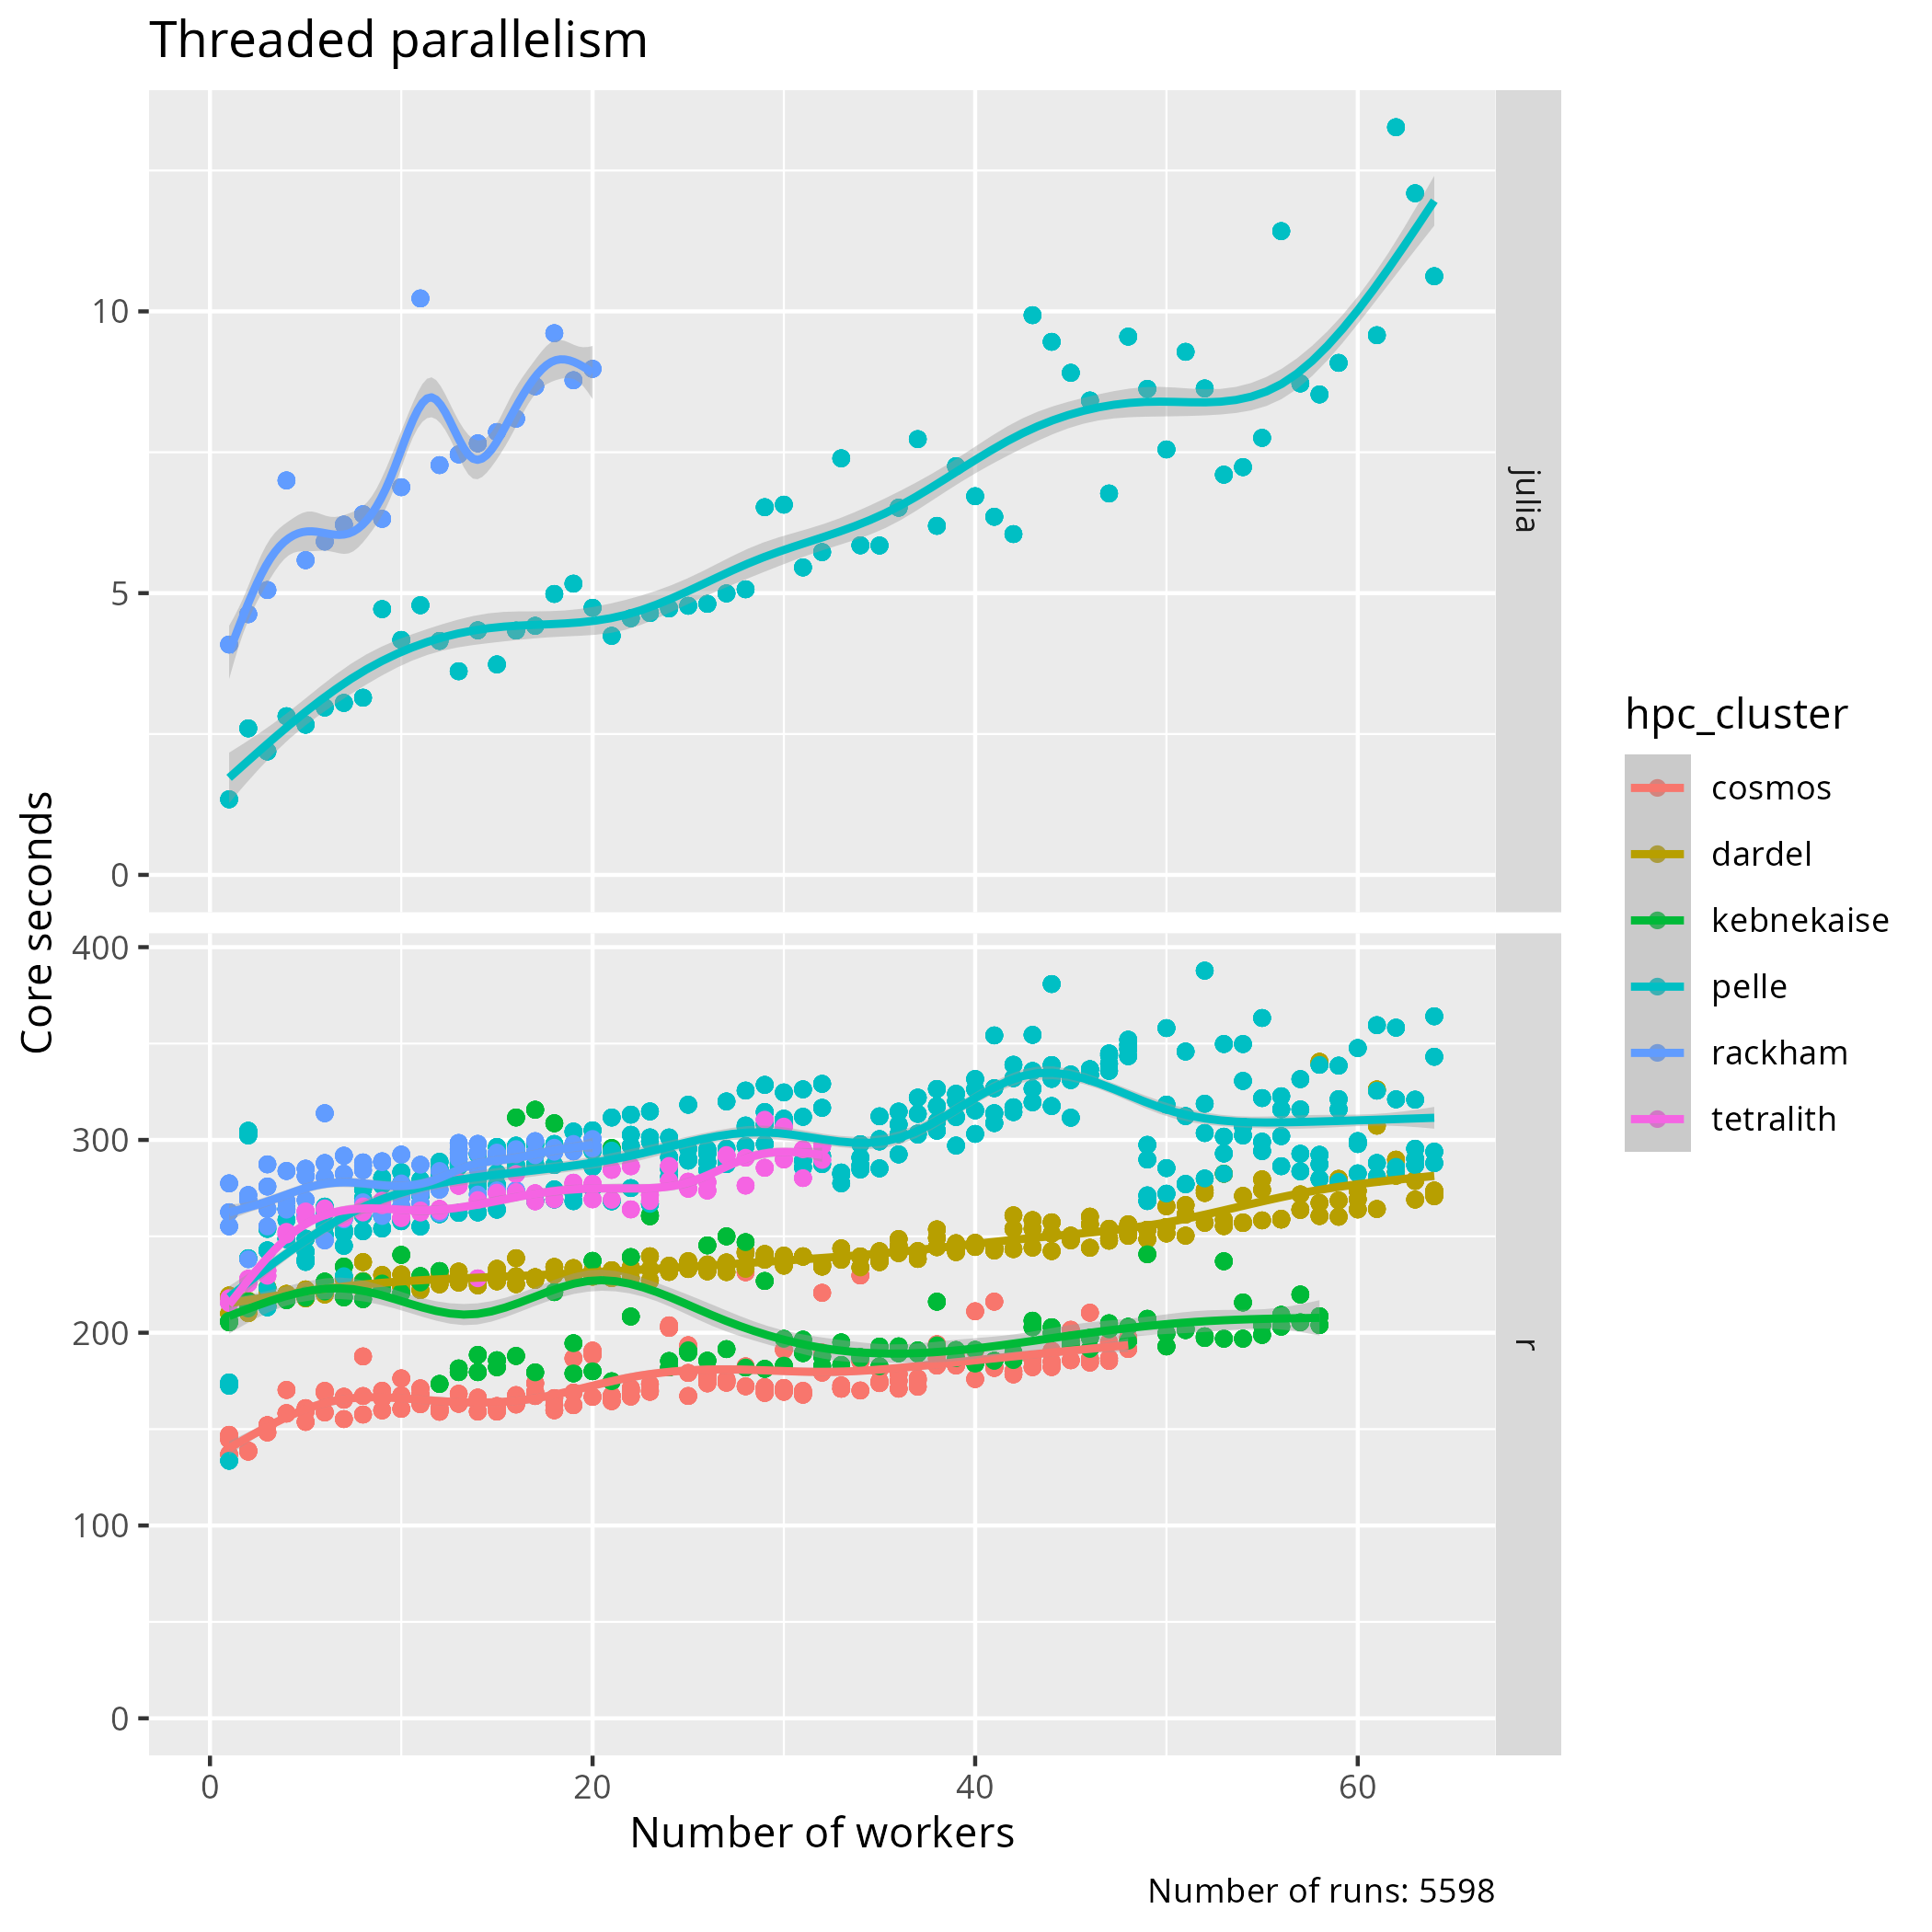 Threaded parallelism
10
5
0
julia
400
300
200
100
0
r
Core seconds
0 20 40 60
Number of workers
Number of runs: 5598
hpc_cluster
cosmos
dardel
kebnekaise
pelle
rackham
tetralith